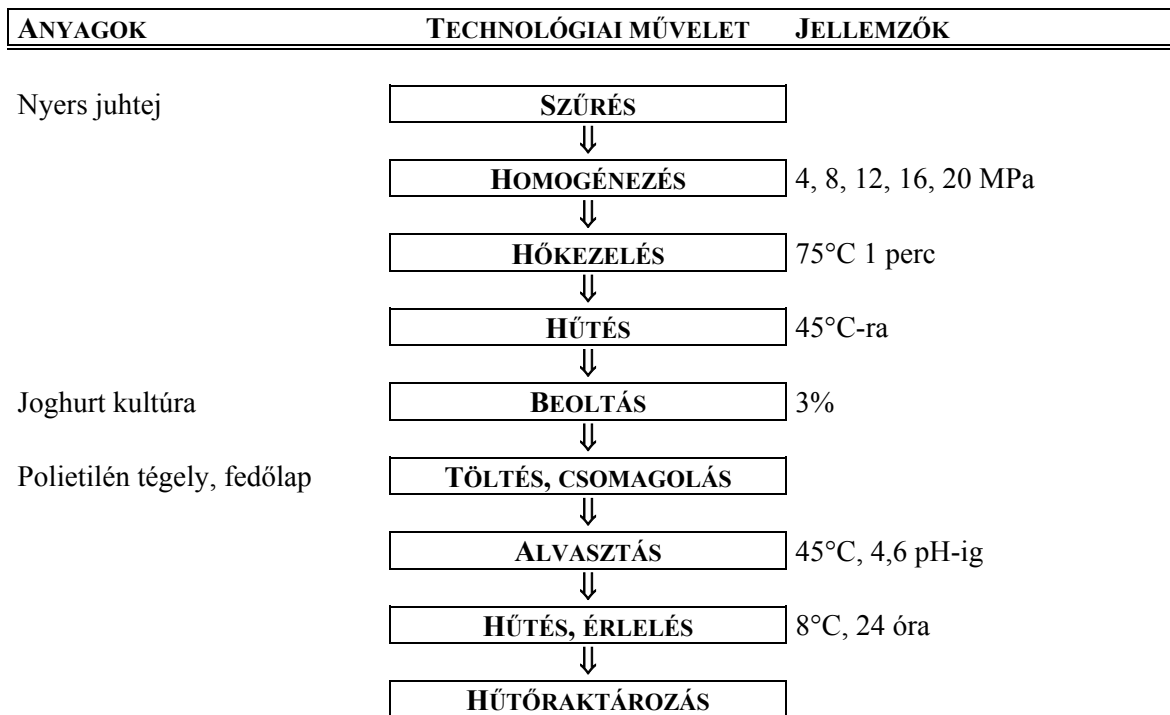 ANYAGOK TECHNOLÓGIAI MŰVELET JELLEMZŐK
Nyers juhtej SZŰRÉS
⇓
HOMOGÉNEZÉS 4, 8, 12, 16, 20 MPa
⇓
HŐKEZELÉS 75°C 1 perc
⇓
HŰTÉS 45°C-ra
⇓
Joghurt kultúra BEOLTÁS 3%
⇓
Polietilén tégely, fedőlap TÖLTÉS, CSOMAGOLÁS
⇓
ALVASZTÁS 45°C, 4,6 pH-ig
⇓
HŰTÉS, ÉRLELÉS 8°C, 24 óra
⇓
HŰTŐRAKTÁROZÁS